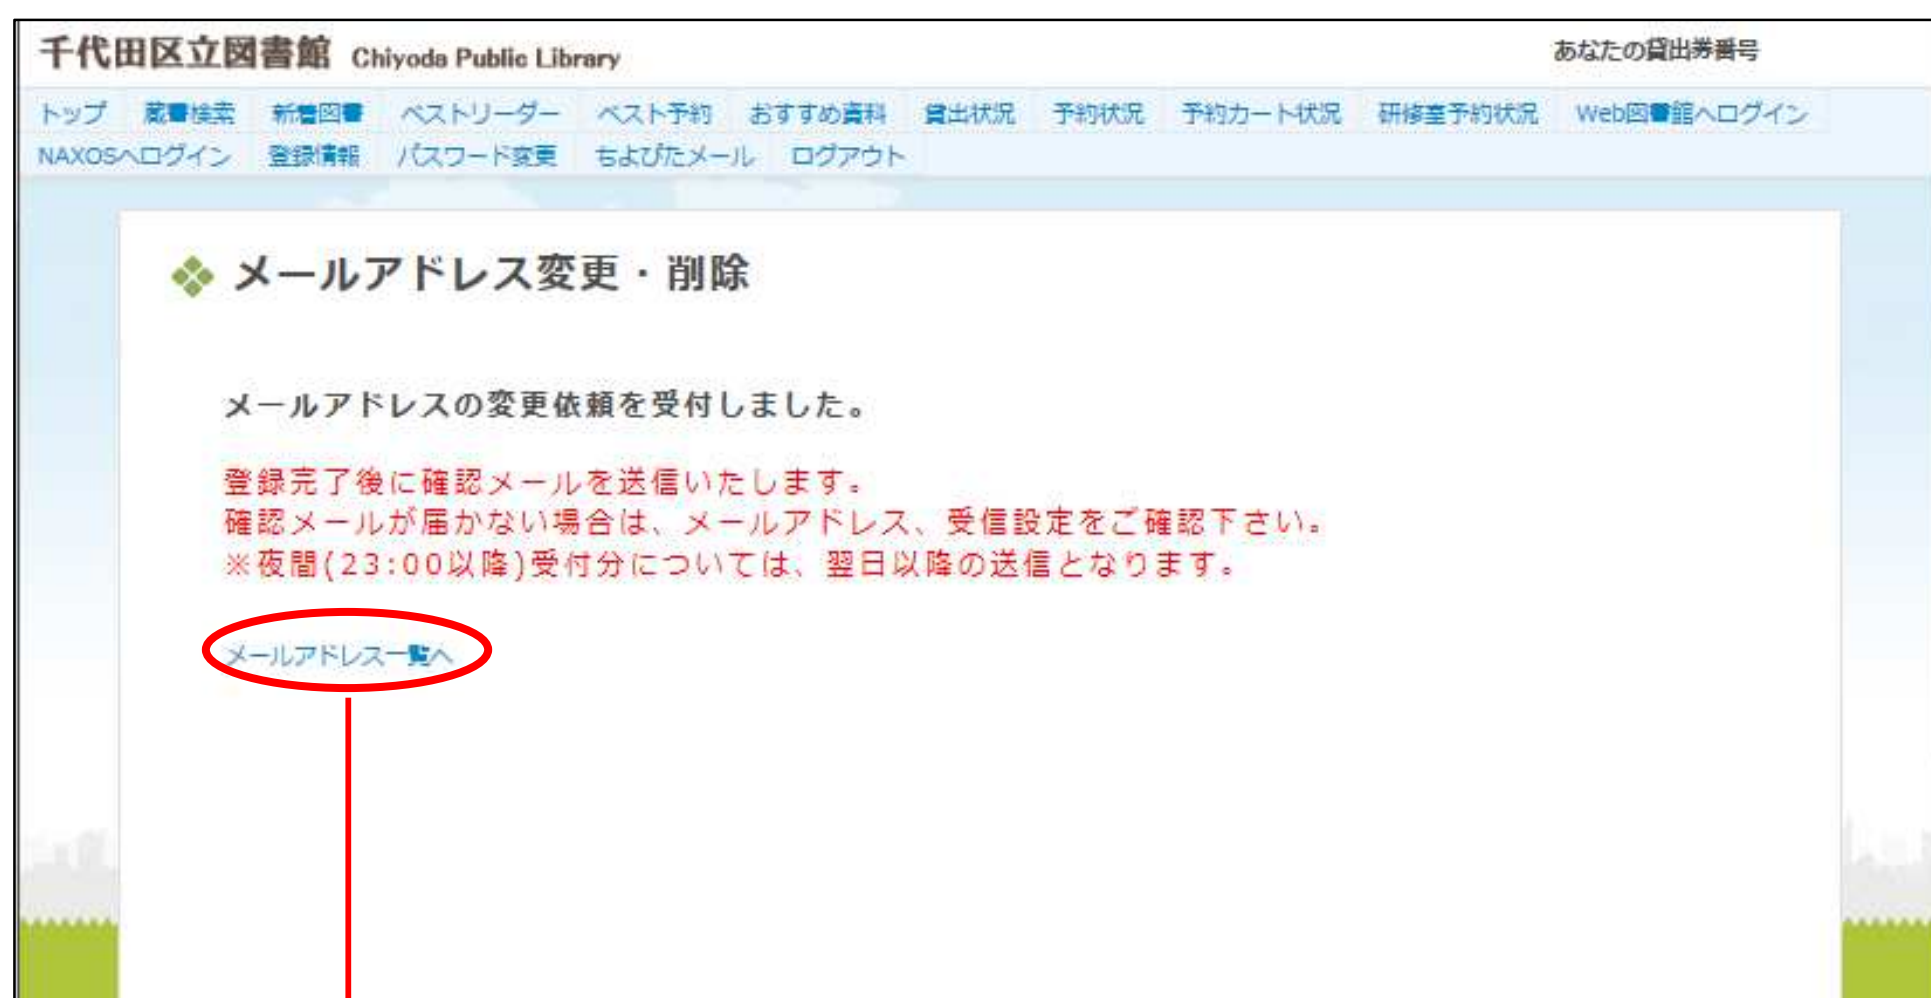 千代田区立図書館 Chiyoda Public Library
あなたの貸出券番号
トップ 蔵書検索 新着図書 ベストリーダー ベスト予約 おすすめ資料 貸出状況 予約状況 予約カート状況 研修室予約状況 Web図書館へログイン
NAXOSへログイン 登録情報 パスワード変更 ちよぴたメール ログアウト
メールアドレス変更・削除
メールアドレスの変更依頼を受付しました。
登録完了後に確認メールを送信いたします。
確認メールが届かない場合は、メールアドレス、受信設定をご確認下さい。
※夜間(23:00以降)受付分については、翌日以降の送信となります。
メールアドレス一覧へ